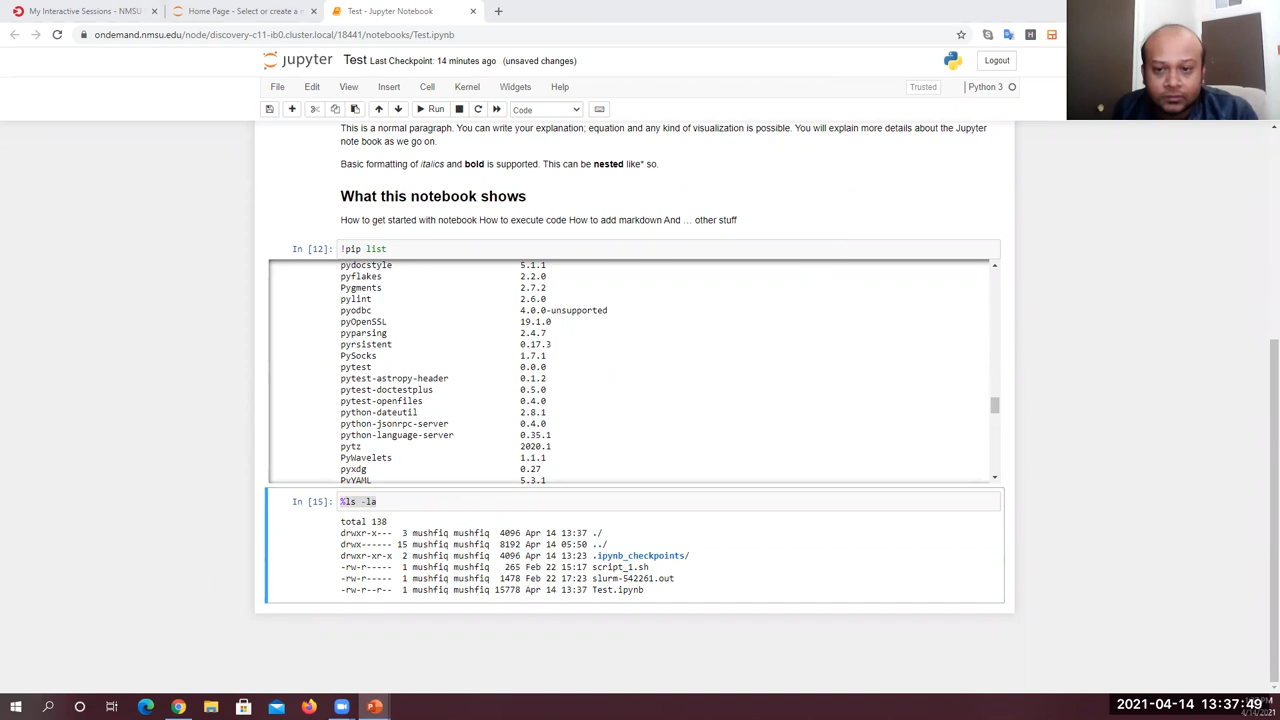 My Interactive Sessions - NMSU
Home Page - Select or create a n
Test - Jupyter Notebook
ondemand.nmsu.edu/node/discovery-c11-ib0.cluster.local/18441/notebooks/Test.ipynb
jupyter Test Last Checkpoint: 14 minutes ago (unsaved changes)
Logout
File Edit View Insert Cell Kernel Widgets Help
Trusted
Python 3
Run
Code
This is a normal paragraph. You can write your explanation; equation and any kind of visualization is possible. You will explain more details about the Jupyter
note book as we go on.
Basic formatting of italics and bold is supported. This can be nested like* so.
What this notebook shows
How to get started with notebook How to execute code How to add markdown And ... other stuff
In [12]: !pip list
pydocstyle 5.1.1
pyflakes 2.2.0
Pygments 2.7.2
pylint 2.6.0
pyodbc 4.0.0-unsupported
pyOpenSSL 19.1.0
pyparsing 2.4.7
pyrsistent 0.17.3
PySocks 1.7.1
pytest 0.0.0
pytest-astropy-header 0.1.2
pytest-doctestplus 0.5.0
pytest-openfiles 0.4.0
python-dateutil 2.8.1
python-jsonrpc-server 0.4.0
python-language-server 0.35.1
pytz 2020.1
PyWavelets 1.1.1
pyxdg 0.27
PyYAML 5.3.1
In [15]: %ls -la
total 138
drwxr-x--- 3 mushfiq mushfiq 4096 Apr 14 13:37 ./
drwx------ 15 mushfiq mushfiq 8192 Apr 14 05:50 ../
drwxr-xr-x 2 mushfiq mushfiq 4096 Apr 14 13:23 .ipynb_checkpoints/
-rw-r----- 1 mushfiq mushfiq 265 Feb 22 15:17 script_1.sh
-rw-r----- 1 mushfiq mushfiq 1478 Feb 22 17:23 slurm-542261.out
-rw-r--r-- 1 mushfiq mushfiq 15778 Apr 14 13:37 Test.ipynb
2021-04-14 13:37:49